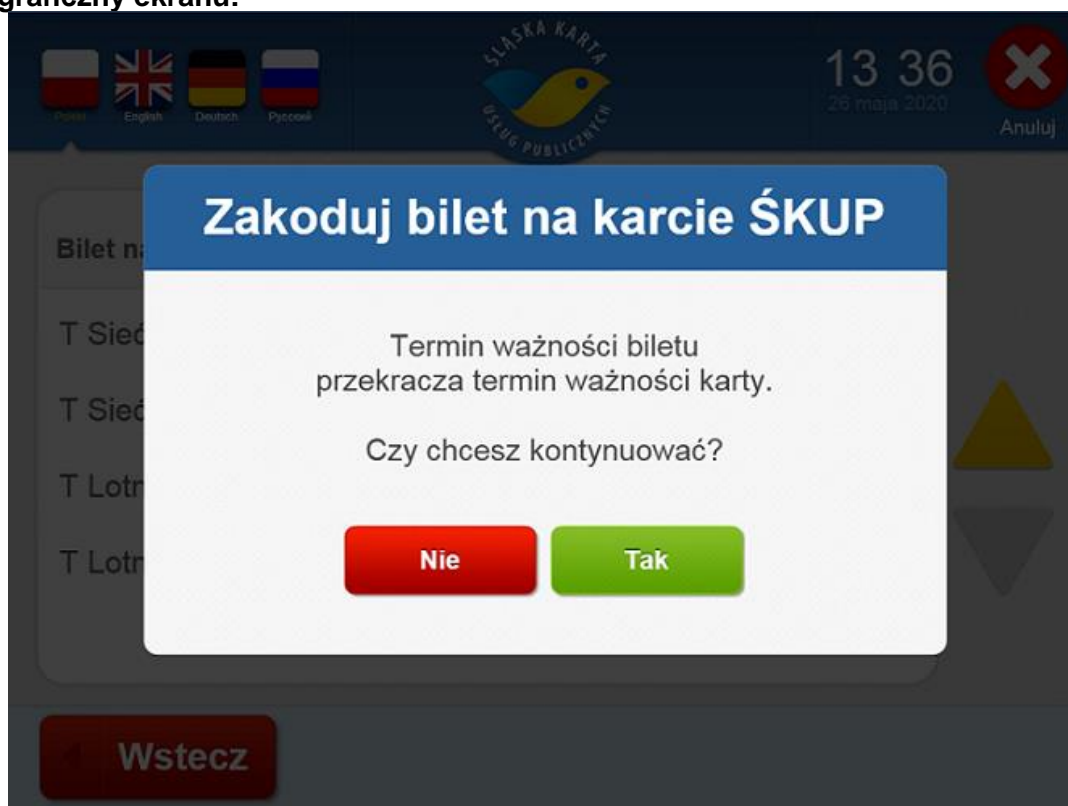 graniczny ekranu:
Polski English Deutsch Русский
ŚLĄSKA KARTA
USŁUG PUBLICZNYCH
13 36
26 maja 2020
Anuluj
Zakoduj bilet na karcie ŚKUP
Bilet na
T Sieć
T Sieć
T Lotn
T Lotn
Termin ważności biletu
przekracza termin ważności karty.
Czy chcesz kontynuować?
Nie Tak
Wstecz